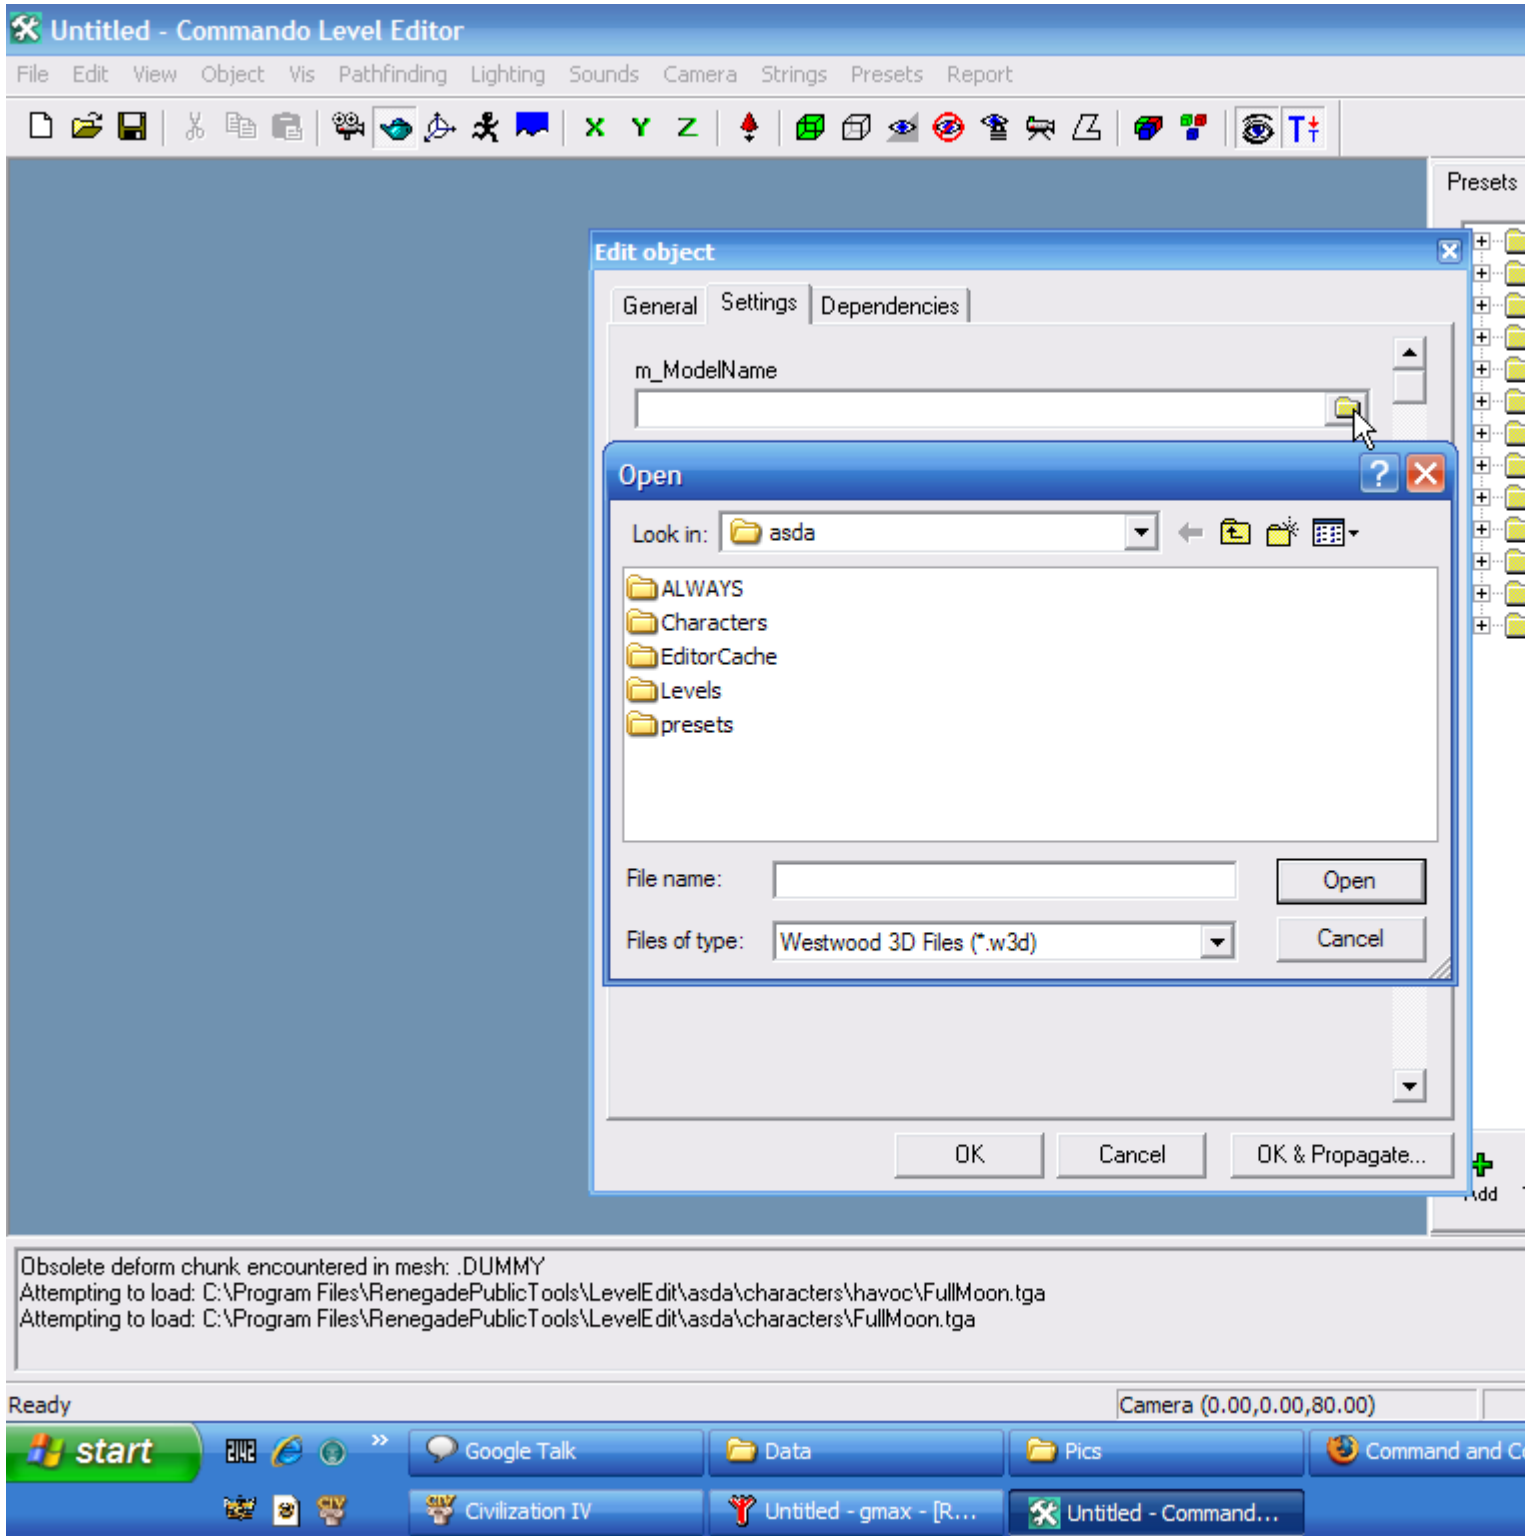 Untitled - Commando Level Editor
File Edit View Object Vis Pathfinding Lighting Sounds Camera Strings Presets Report
X Y Z T
Presets
Edit object
General Settings Dependencies
m_ModelName
Open
Look in: asda
ALWAYS
Characters
EditorCache
Levels
presets
File name: Open
Files of type: Westwood 3D Files (*.w3d) Cancel
OK Cancel OK & Propagate...
Obsolete deform chunk encountered in mesh: .DUMMY
Attempting to load: C:\Program Files\RenegadePublicTools\LevelEdit\asda\characters\havoc\FullMoon.tga
Attempting to load: C:\Program Files\RenegadePublicTools\LevelEdit\asda\characters\FullMoon.tga
Ready Camera (0.00,0.00,80.00)
start 2142 Google Talk Data Pics Command and
Civilization IV Untitled - gmax - [R... Untitled - Command...